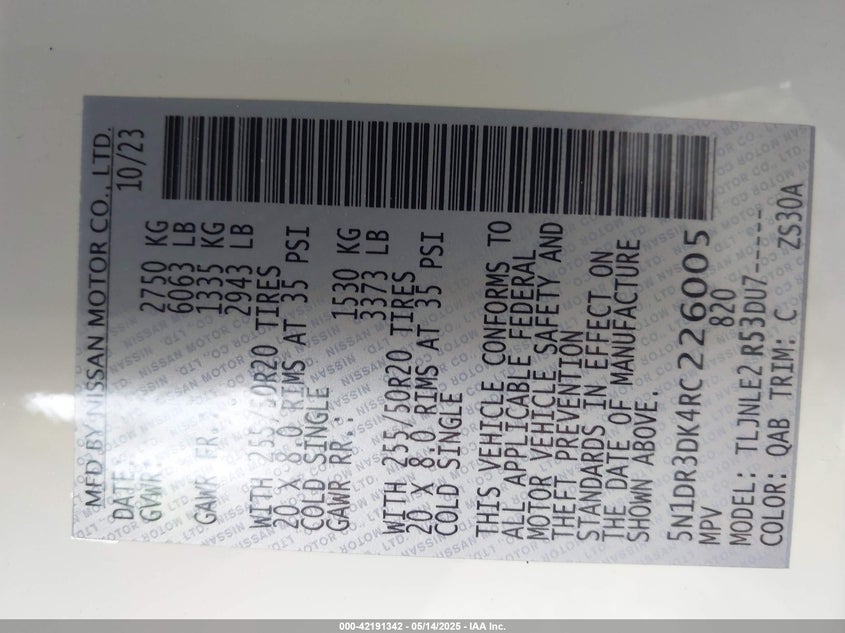 MFD BY NISSAN MOTOR CO., LTD.
DATE: 10/23
GVWR: 2750 KG
6063 LB
GAWR FR.: 1335 KG
2943 LB
WITH 255/50R20 TIRES
20 X 8.0 RIMS AT 35 PSI
COLD SINGLE
GAWR RR.: 1530 KG
3373 LB
WITH 255/50R20 TIRES
20 X 8.0 RIMS AT 35 PSI
COLD SINGLE
THIS VEHICLE CONFORMS TO
ALL APPLICABLE FEDERAL
MOTOR VEHICLE SAFETY AND
THEFT PREVENTION
STANDARDS IN EFFECT ON
THE DATE OF MANUFACTURE
SHOWN ABOVE.
5N1DR3DK4RC226005
MPV 820
MODEL: TLJNLE2 R53DU7-----
COLOR: QAB TRIM: C ZS30A
000-42191342 - 05/14/2025 - IAA Inc.